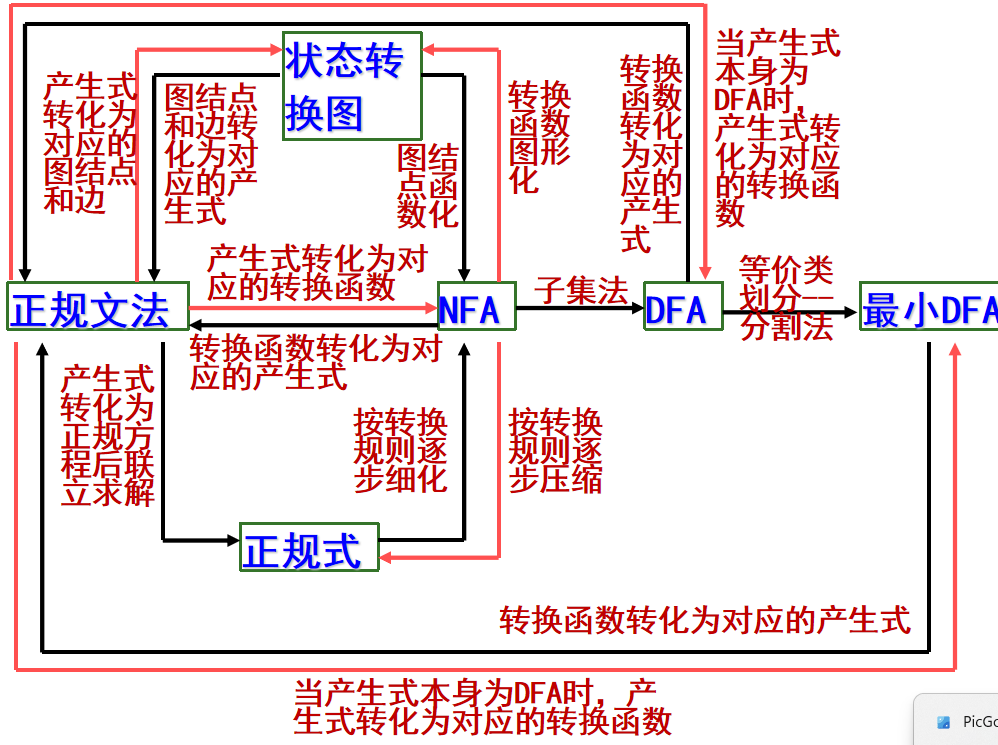 状态转
换图
产生式
转化为
对应的
图结点
和边
图结点
和边转
化为对
应的产
生式
图结
点函
数化
转换
函数
图形
化
转换
函数
转化
为对
应的
产生
式
当产生式
本身为
DFA时，
产生式转
化为对应
的转换函
数
产生式转化为对
应的转换函数
正规文法
NFA
子集法
DFA
等价类
划分--
分割法
最小DFA
转换函数转化为对
应的产生式
产生式
转化为
正规方
程后联
立求解
按转换
规则逐
步细化
按转换
规则逐
步压缩
正规式
转换函数转化为对应的产生式
当产生式本身为DFA时，产
生式转化为对应的转换函数